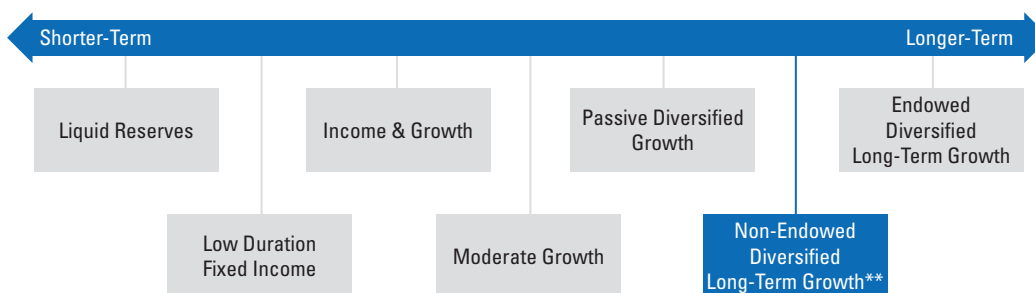 Shorter-Term
Longer-Term
Liquid Reserves
Income & Growth
Passive Diversified
Growth
Endowed
Diversified
Long-Term Growth
Low Duration
Fixed Income
Moderate Growth
Non-Endowed
Diversified
Long-Term Growth**